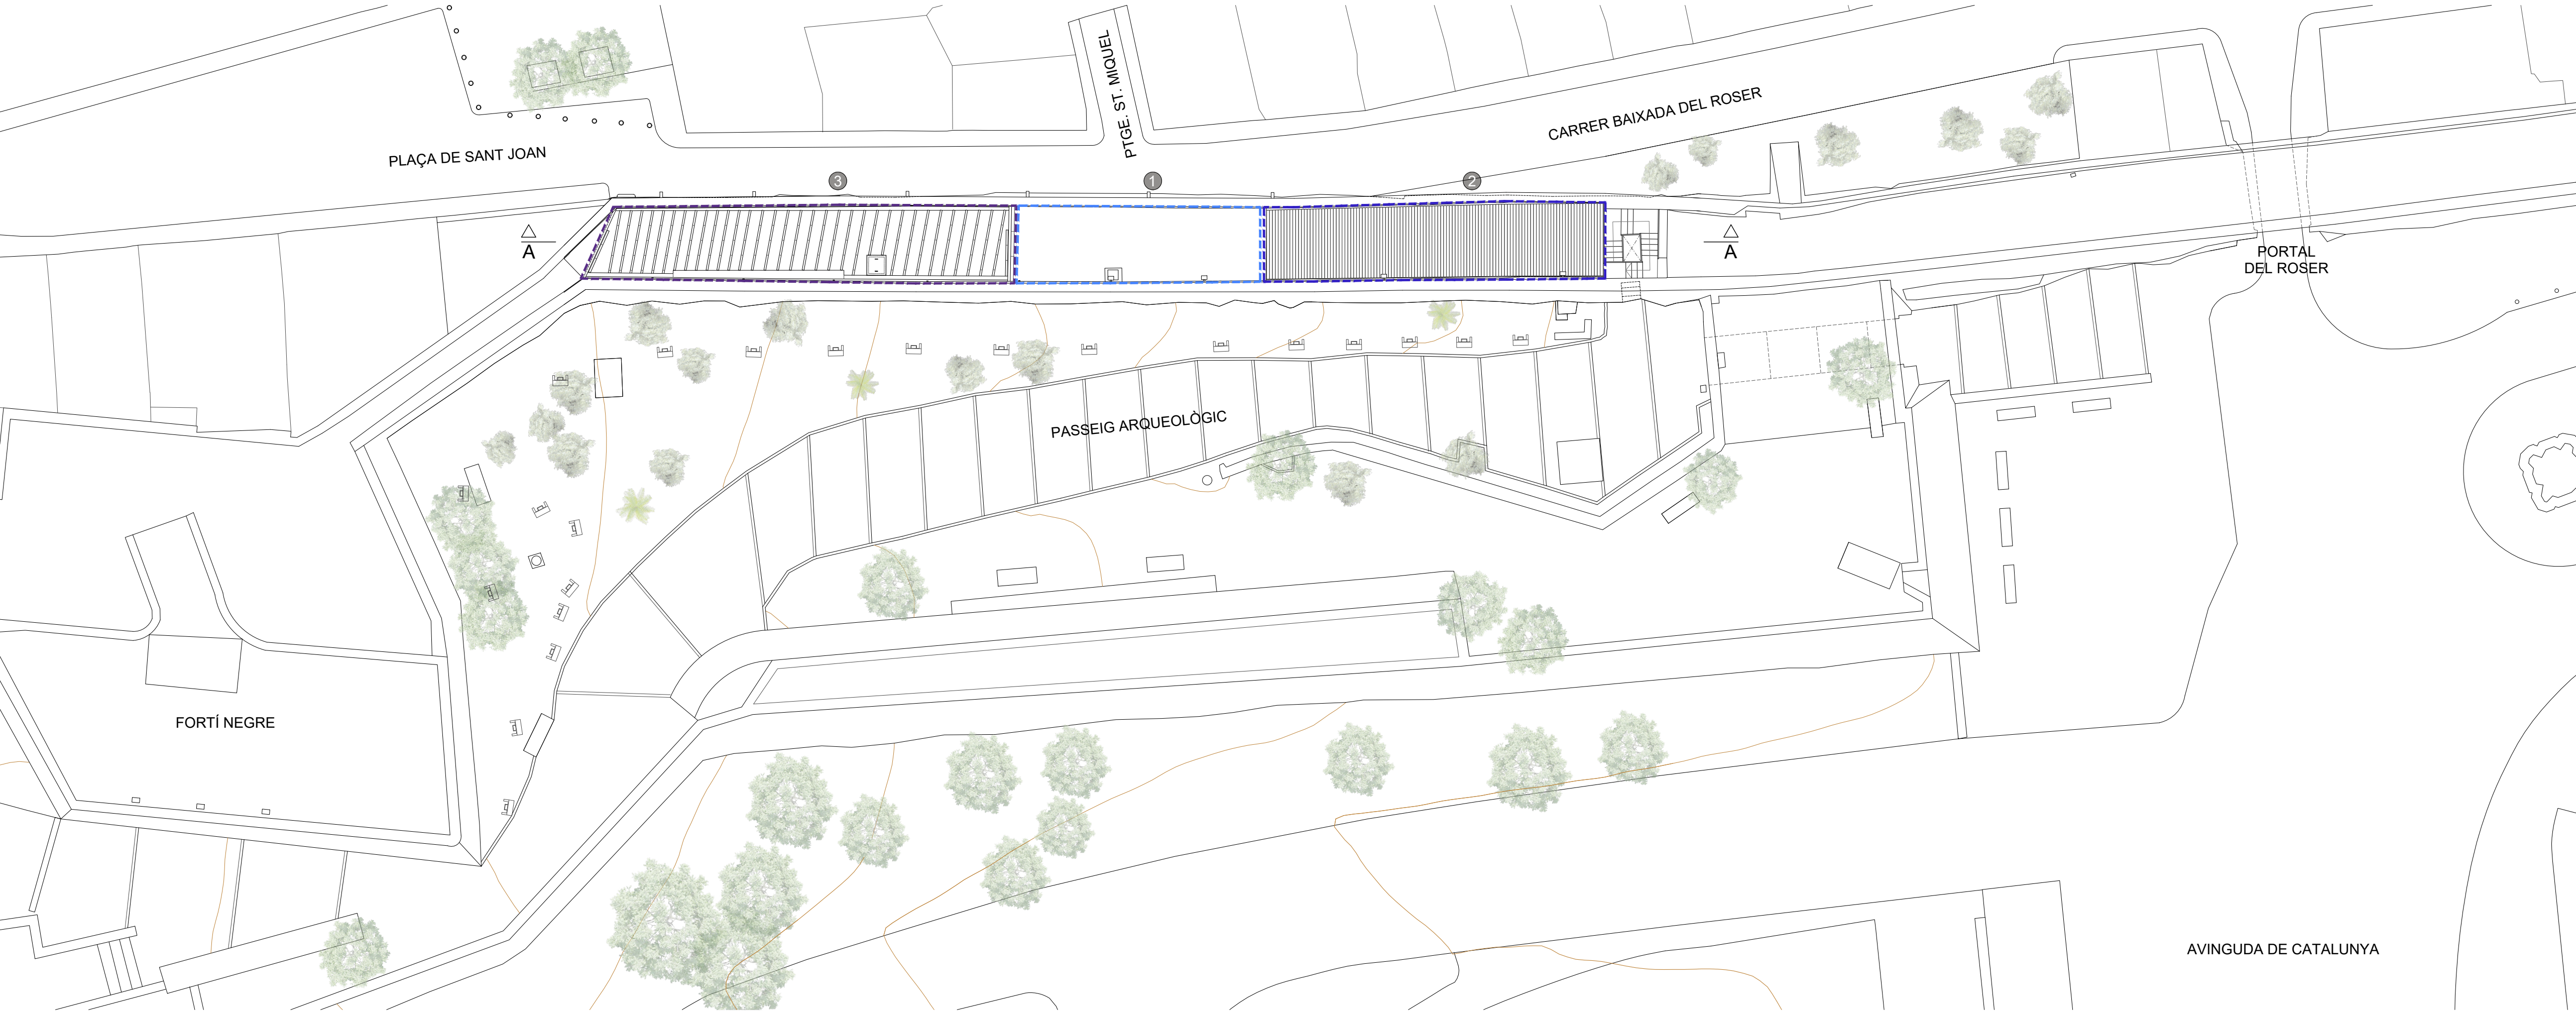 PTGE. ST. MIQUEL
CARRER BAIXADA DEL ROSER
PLAÇA DE SANT JOAN
3
1
2
A
A
PORTAL
DEL ROSER
PASSEIG ARQUEOLÒGIC
FORTÍ NEGRE
AVINGUDA DE CATALUNYA